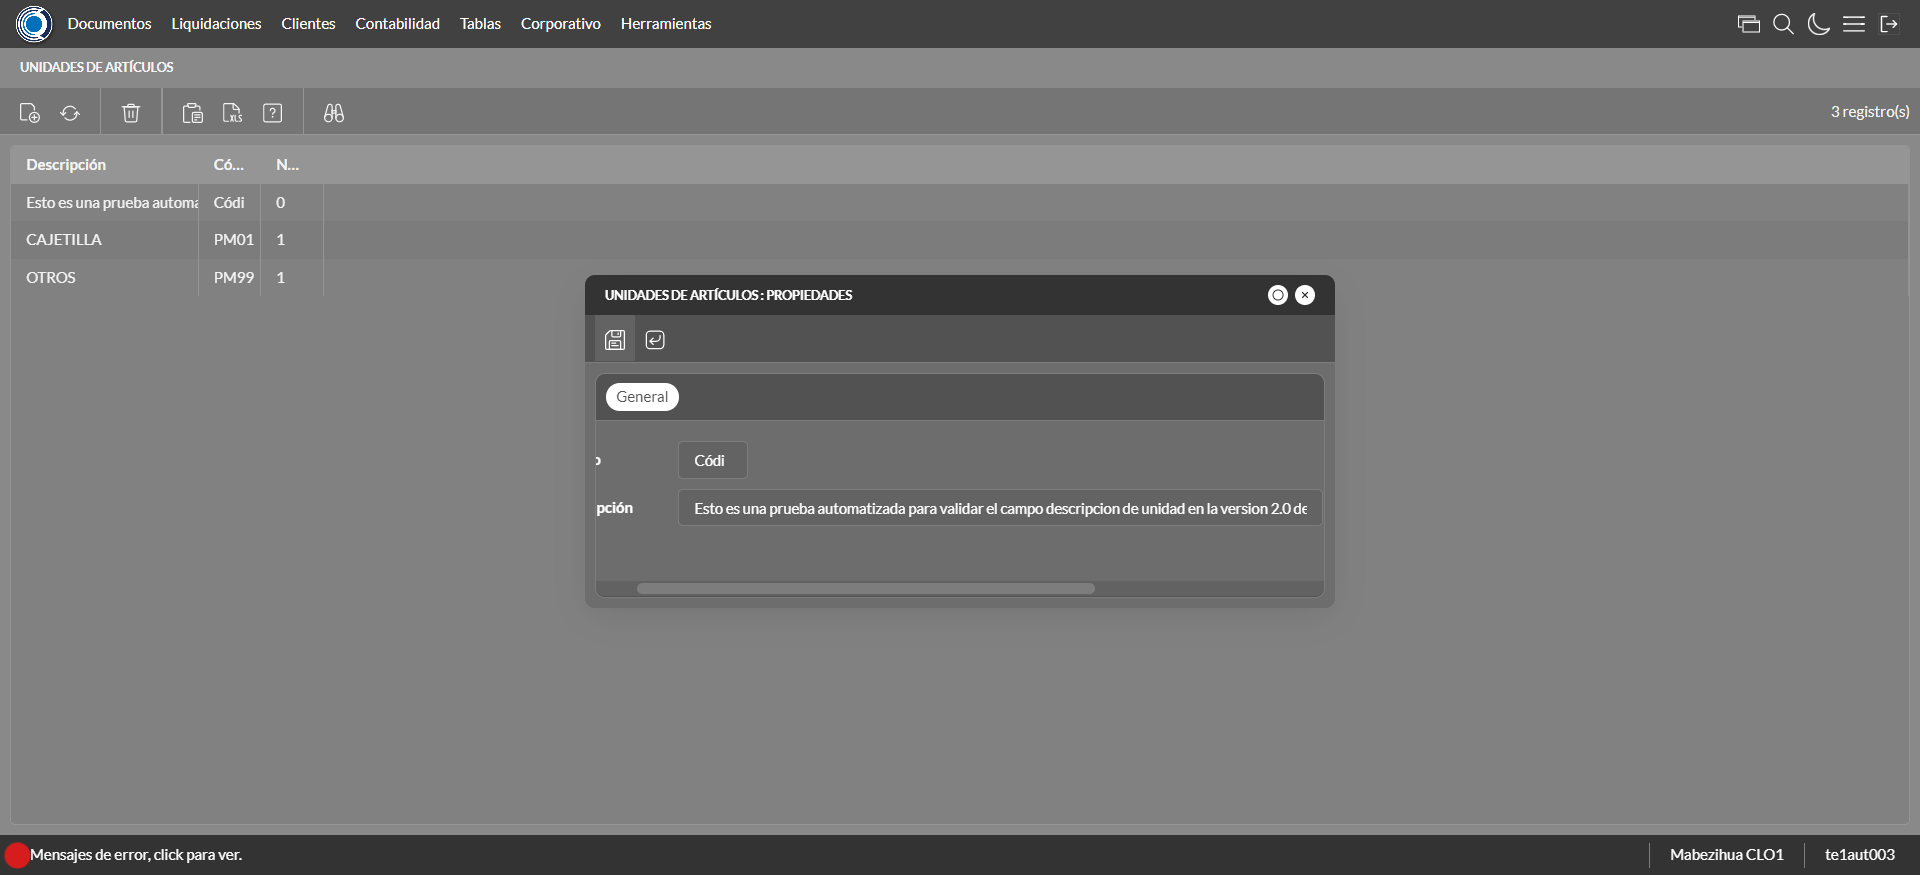 Documentos Liquidaciones Clientes Contabilidad Tablas Corporativo Herramientas
UNIDADES DE ARTÍCULOS
XLS ? 3 registro(s)
Descripción Có... N...
Esto es una prueba automa Códi 0
CAJETILLA PM01 1
OTROS PM99 1
UNIDADES DE ARTÍCULOS : PROPIEDADES
General
o Códi
pción Esto es una prueba automatizada para validar el campo descripcion de unidad en la version 2.0 de
Mensajes de error, click para ver. Mabezihua CLO1 te1aut003